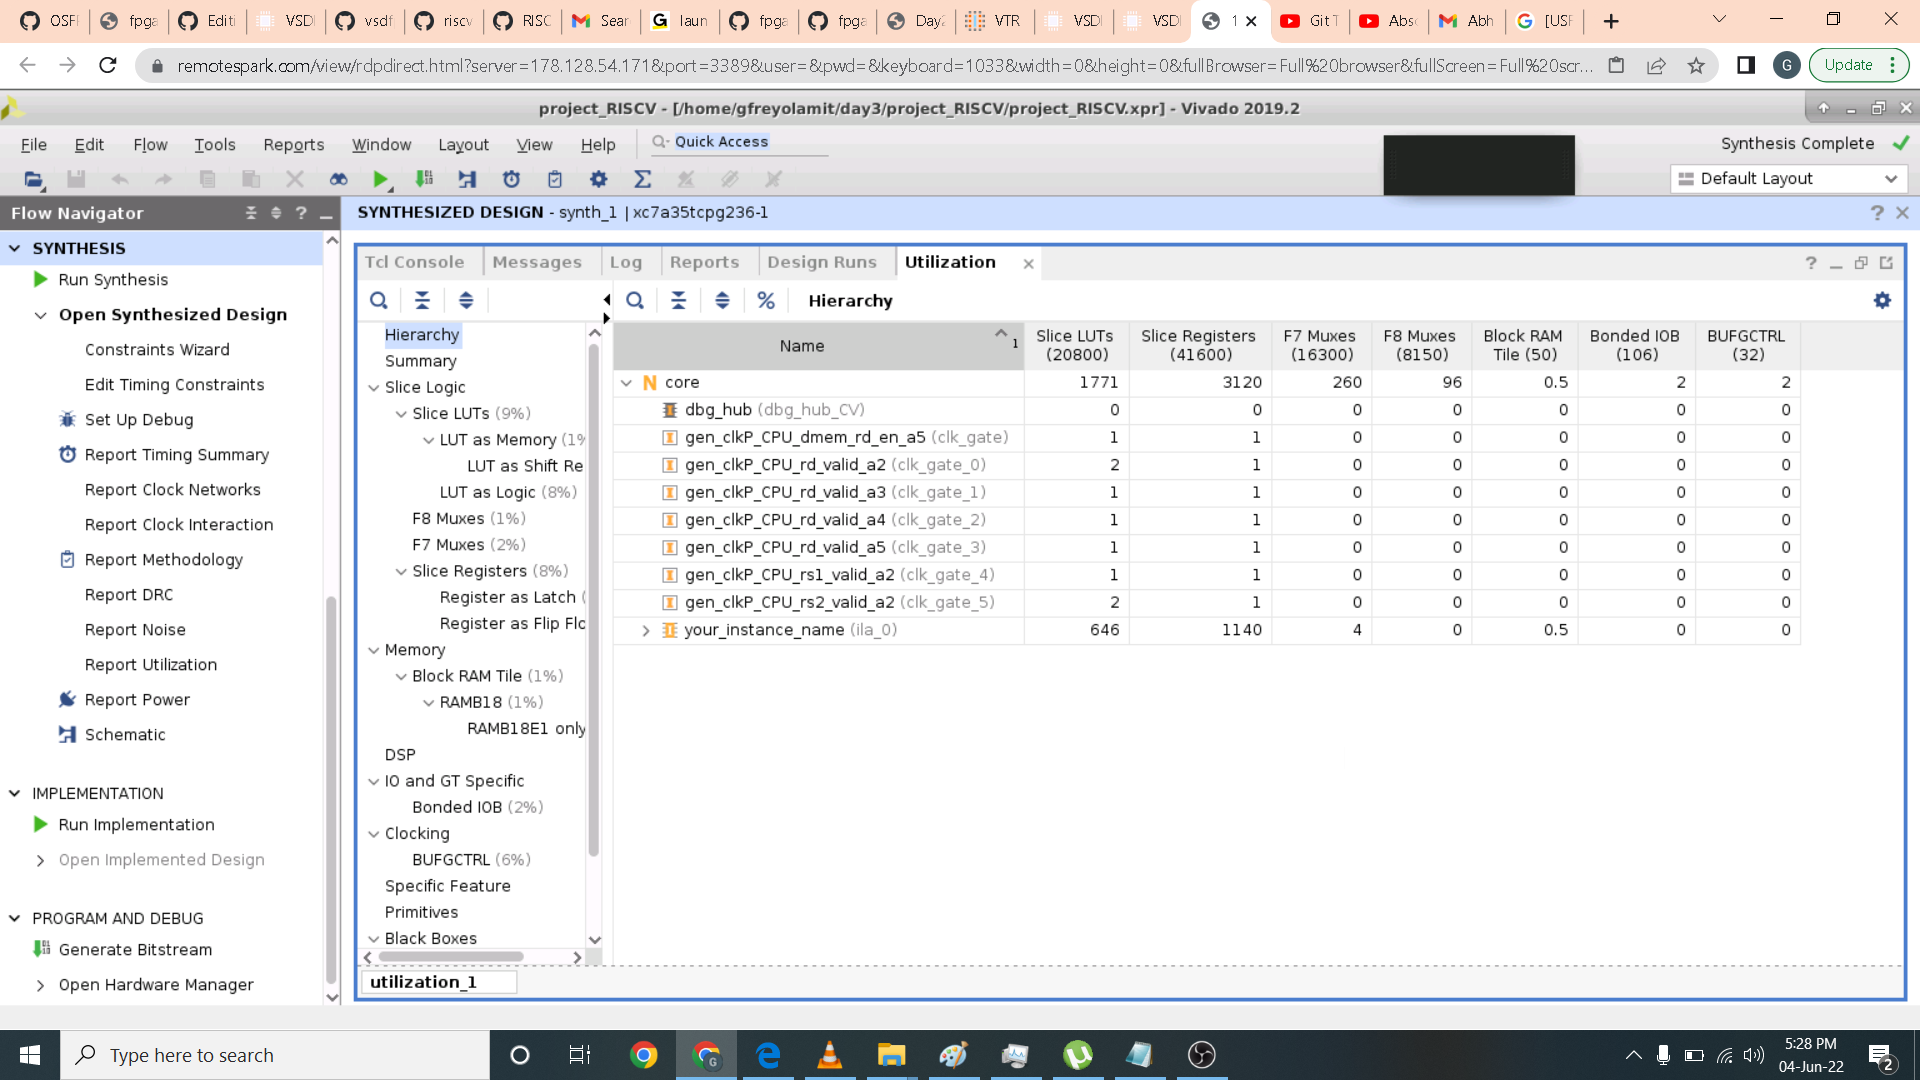 OSF fpga Editi VSDI vsdf riscv RISC Sear laun fpga fpga Day2 VTR VSDI VSDI 1 Git T Absc Abh [USF
remotespark.com/view/rdpdirect.html?server=178.128.54.171&port=3389&user=&pwd=&keyboard=1033&width=0&height=0&fullBrowser=Full%20browser&fullScreen=Full%20scr...
G Update
project_RISCV - [/home/gfreyolamit/day3/project_RISCV/project_RISCV.xpr] - Vivado 2019.2
File Edit Flow Tools Reports Window Layout View Help Quick Access
Synthesis Complete
Default Layout
Flow Navigator
SYNTHESIZED DESIGN - synth_1 | xc7a35tcpg236-1
SYNTHESIS
Run Synthesis
Open Synthesized Design
Constraints Wizard
Edit Timing Constraints
Set Up Debug
Report Timing Summary
Report Clock Networks
Report Clock Interaction
Report Methodology
Report DRC
Report Noise
Report Utilization
Report Power
Schematic
IMPLEMENTATION
Run Implementation
Open Implemented Design
PROGRAM AND DEBUG
Generate Bitstream
Open Hardware Manager
Tcl Console Messages Log Reports Design Runs Utilization
Hierarchy
Hierarchy
Summary
Slice Logic
Slice LUTs (9%)
LUT as Memory (1%
LUT as Shift Re
LUT as Logic (8%)
F8 Muxes (1%)
F7 Muxes (2%)
Slice Registers (8%)
Register as Latch (
Register as Flip Flo
Memory
Block RAM Tile (1%)
RAMB18 (1%)
RAMB18E1 only
DSP
IO and GT Specific
Bonded IOB (2%)
Clocking
BUFGCTRL (6%)
Specific Feature
Primitives
Black Boxes
Name 1 Slice LUTs (20800) Slice Registers (41600) F7 Muxes (16300) F8 Muxes (8150) Block RAM Tile (50) Bonded IOB (106) BUFGCTRL (32)
core 1771 3120 260 96 0.5 2 2
dbg_hub (dbg_hub_CV) 0 0 0 0 0 0 0
gen_clkP_CPU_dmem_rd_en_a5 (clk_gate) 1 1 0 0 0 0 0
gen_clkP_CPU_rd_valid_a2 (clk_gate_0) 2 1 0 0 0 0 0
gen_clkP_CPU_rd_valid_a3 (clk_gate_1) 1 1 0 0 0 0 0
gen_clkP_CPU_rd_valid_a4 (clk_gate_2) 1 1 0 0 0 0 0
gen_clkP_CPU_rd_valid_a5 (clk_gate_3) 1 1 0 0 0 0 0
gen_clkP_CPU_rs1_valid_a2 (clk_gate_4) 1 1 0 0 0 0 0
gen_clkP_CPU_rs2_valid_a2 (clk_gate_5) 2 1 0 0 0 0 0
your_instance_name (ila_0) 646 1140 4 0 0.5 0 0
utilization_1
Type here to search
5:28 PM
04-Jun-22
2